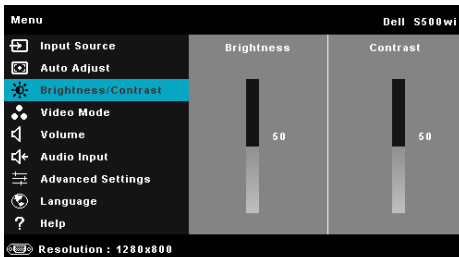 Menu
Dell S500wi
Input Source
Auto Adjust
Brightness/Contrast
Video Mode
Volume
Audio Input
Advanced Settings
Language
? Help
Brightness
Contrast
50
50
Resolution : 1280x800